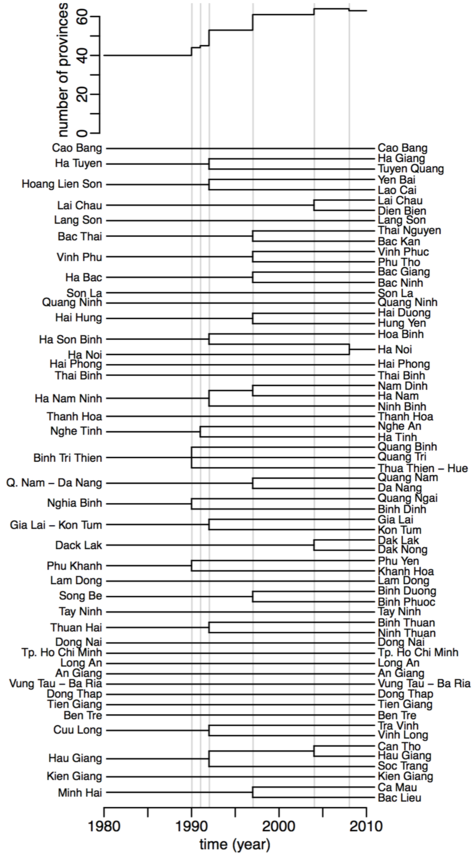 number of provinces
0
20
40
60
Cao Bang Cao Bang
Ha Tuyen Ha Giang
Tuyen Quang
Hoang Lien Son Yen Bai
Lao Cai
Lai Chau Lai Chau
Dien Bien
Lang Son Lang Son
Bac Thai Thai Nguyen
Bac Kan
Vinh Phu Vinh Phuc
Phu Tho
Ha Bac Bac Giang
Bac Ninh
Son La Son La
Quang Ninh Quang Ninh
Hai Hung Hai Duong
Hung Yen
Ha Son Binh Hoa Binh
Ha Noi Ha Noi
Hai Phong Hai Phong
Thai Binh Thai Binh
Ha Nam Ninh Nam Dinh
Ha Nam
Ninh Binh
Thanh Hoa Thanh Hoa
Nghe Tinh Nghe An
Ha Tinh
Binh Tri Thien Quang Binh
Quang Tri
Thua Thien – Hue
Q. Nam – Da Nang Quang Nam
Da Nang
Nghia Binh Quang Ngai
Binh Dinh
Gia Lai – Kon Tum Gia Lai
Kon Tum
Dack Lak Dak Lak
Dak Nong
Phu Khanh Phu Yen
Khanh Hoa
Lam Dong Lam Dong
Song Be Binh Duong
Binh Phuoc
Tay Ninh Tay Ninh
Thuan Hai Binh Thuan
Ninh Thuan
Dong Nai Dong Nai
Tp. Ho Chi Minh Tp. Ho Chi Minh
Long An Long An
An Giang An Giang
Vung Tau – Ba Ria Vung Tau – Ba Ria
Dong Thap Dong Thap
Tien Giang Tien Giang
Ben Tre Ben Tre
Cuu Long Tra Vinh
Vinh Long
Hau Giang Can Tho
Hau Giang
Soc Trang
Kien Giang Kien Giang
Minh Hai Ca Mau
Bac Lieu
1980 1990 2000 2010
time (year)